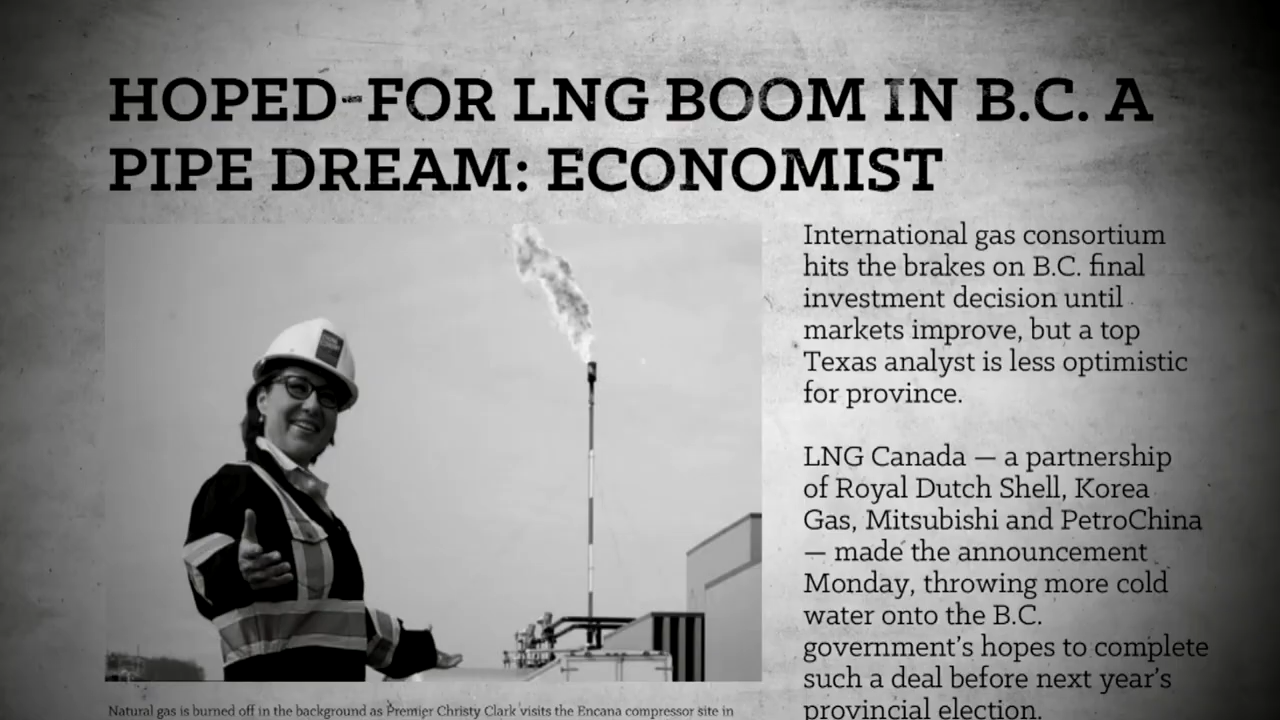 HOPED-FOR LNG BOOM IN B.C. A
PIPE DREAM: ECONOMIST
International gas consortium
hits the brakes on B.C. final
investment decision until
markets improve, but a top
Texas analyst is less optimistic
for province.
LNG Canada — a partnership
of Royal Dutch Shell, Korea
Gas, Mitsubishi and PetroChina
— made the announcement
Monday, throwing more cold
water onto the B.C.
government's hopes to complete
such a deal before next year's
provincial election.
Natural gas is burned off in the background as Premier Christy Clark visits the Encana compressor site in